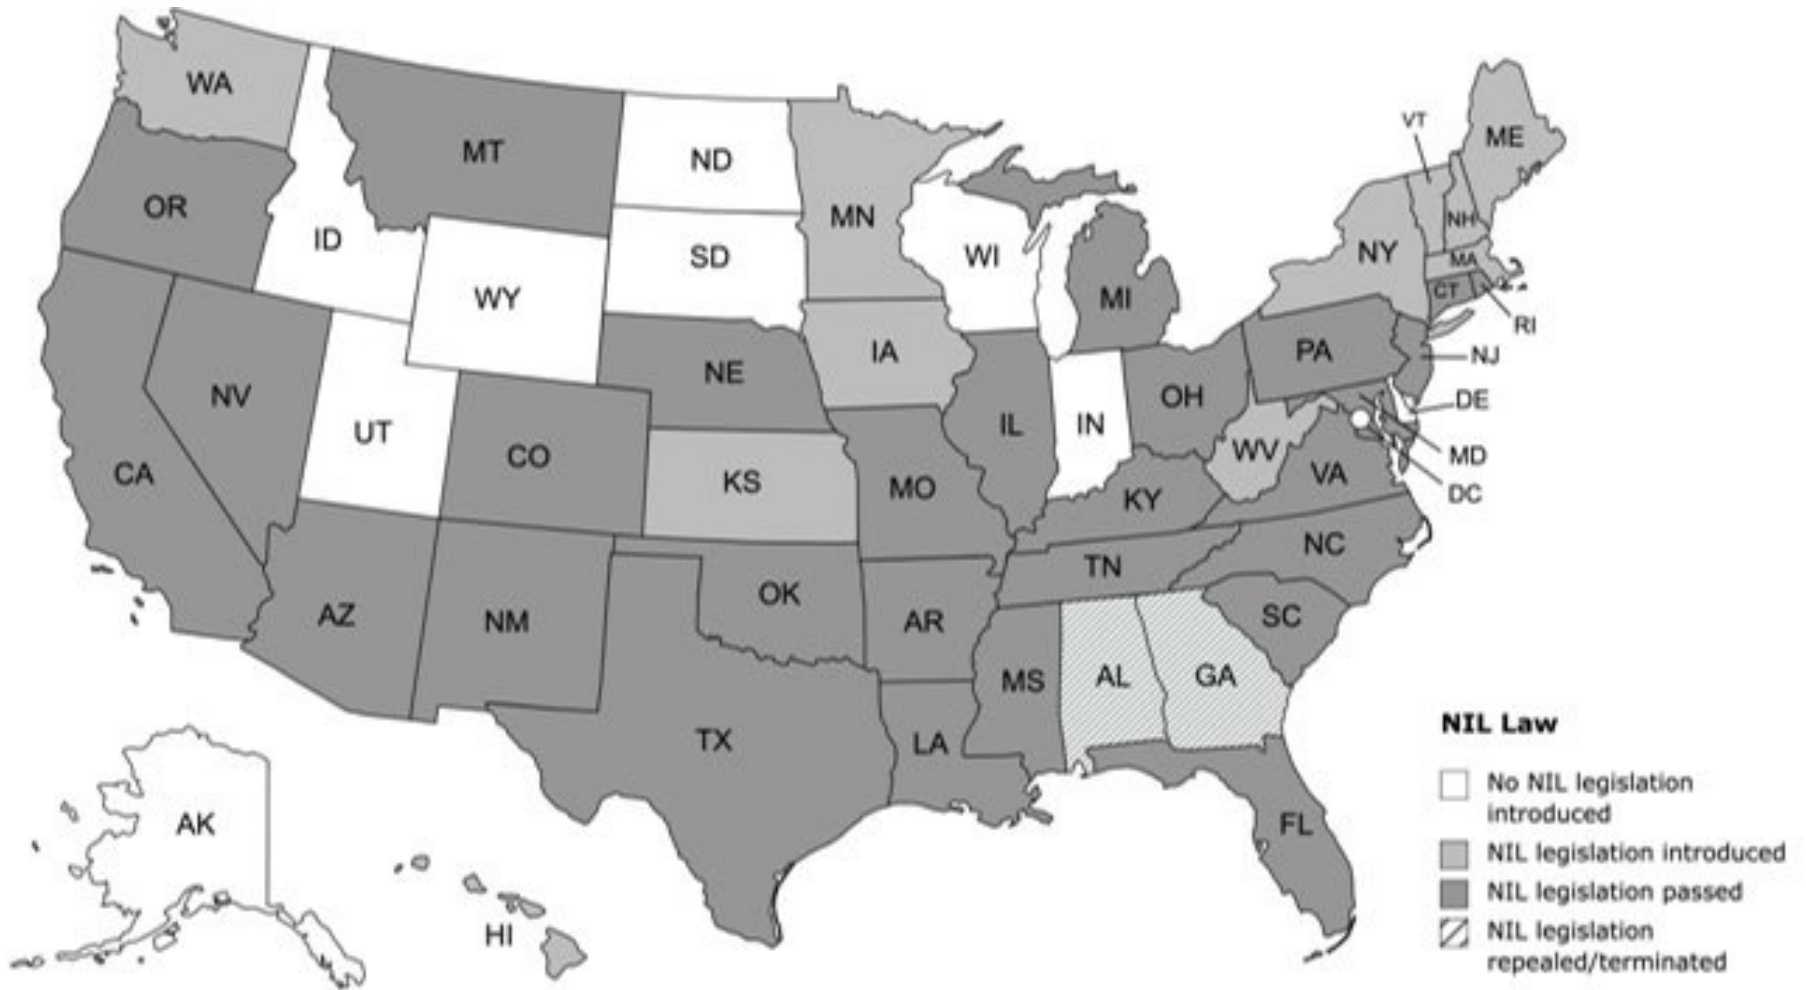 WA
MT
ND
MN
VT
ME
OR
ID
SD
WI
NH
NY
MA
WY
MI
CT
RI
IA
PA
NJ
NE
NV
UT
CO
IL
IN
OH
DE
WV
MD
CA
KS
MO
KY
VA
DC
NC
TN
OK
AZ
NM
AR
SC
MS
AL
GA
TX
LA
FL
AK
HI
NIL Law
No NIL legislation
introduced
NIL legislation introduced
NIL legislation passed
NIL legislation
repealed/terminated